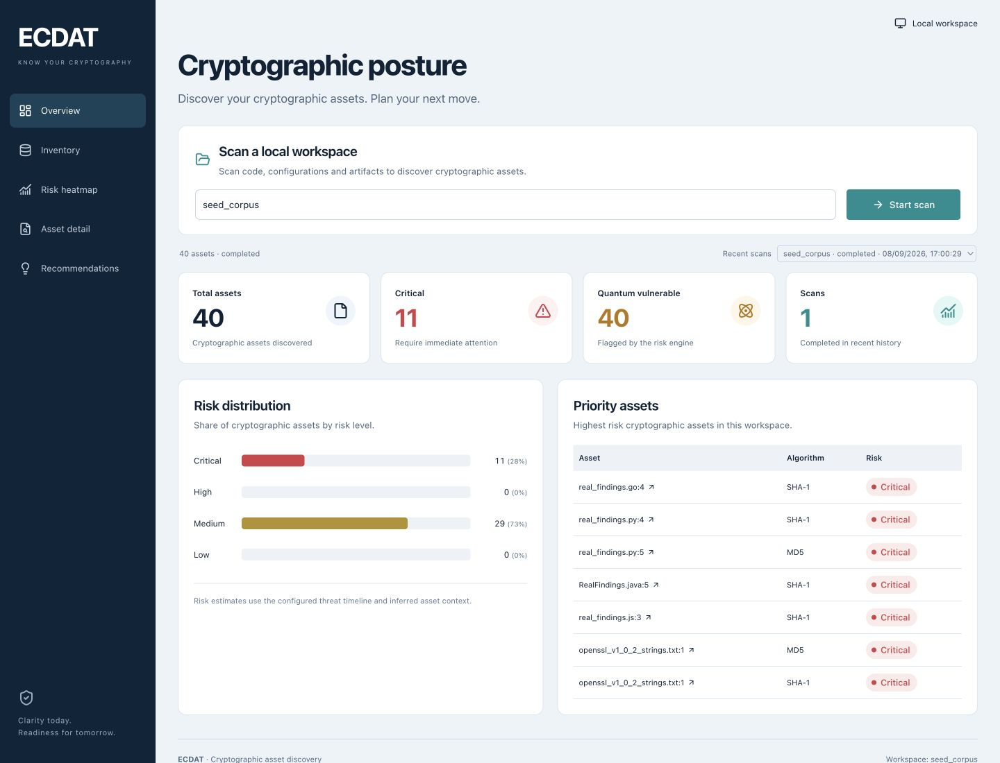 ECDAT
KNOW YOUR CRYPTOGRAPHY
Overview
Inventory
Risk heatmap
Asset detail
Recommendations
Clarity today.
Readiness for tomorrow.
Local workspace
Cryptographic posture
Discover your cryptographic assets. Plan your next move.
Scan a local workspace
Scan code, configurations and artifacts to discover cryptographic assets.
seed_corpus
Start scan
40 assets · completed
Recent scans seed_corpus · completed · 08/09/2026, 17:00:29
Total assets
40
Cryptographic assets discovered
Critical
11
Require immediate attention
Quantum vulnerable
40
Flagged by the risk engine
Scans
1
Completed in recent history
Risk distribution
Share of cryptographic assets by risk level.
Critical 11 (28%)
High 0 (0%)
Medium 29 (73%)
Low 0 (0%)
Risk estimates use the configured threat timeline and inferred asset context.
Priority assets
Highest risk cryptographic assets in this workspace.
Asset Algorithm Risk
real_findings.go:4 SHA-1 Critical
real_findings.py:4 SHA-1 Critical
real_findings.py:5 MD5 Critical
RealFindings.java:5 SHA-1 Critical
real_findings.js:3 SHA-1 Critical
openssl_v1_0_2_strings.txt:1 MD5 Critical
openssl_v1_0_2_strings.txt:1 SHA-1 Critical
ECDAT · Cryptographic asset discovery
Workspace: seed_corpus